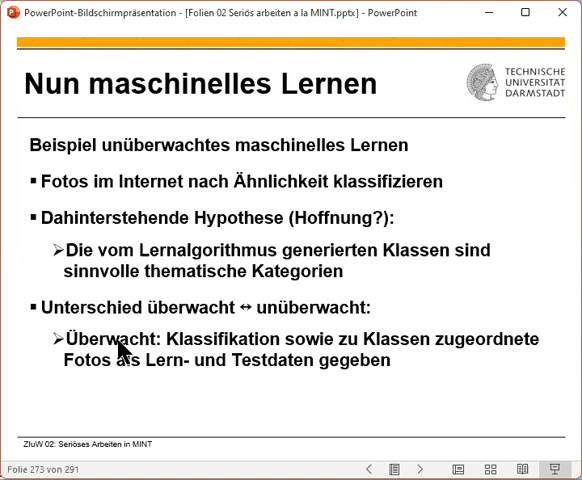 PowerPoint-Bildschirmpräsentation - [Folien 02 Seriös arbeiten a la MINT.pptx] - PowerPoint
Nun maschinelles Lernen
TECHNISCHE
UNIVERSITÄT
DARMSTADT
Beispiel unüberwachtes maschinelles Lernen
▪ Fotos im Internet nach Ähnlichkeit klassifizieren
▪ Dahinterstehende Hypothese (Hoffnung?):
➢Die vom Lernalgorithmus generierten Klassen sind
sinnvolle thematische Kategorien
▪ Unterschied überwacht ↔ unüberwacht:
➢Überwacht: Klassifikation sowie zu Klassen zugeordnete
Fotos als Lern- und Testdaten gegeben
ZIuW 02: Seriöses Arbeiten in MINT
Folie 273 von 291